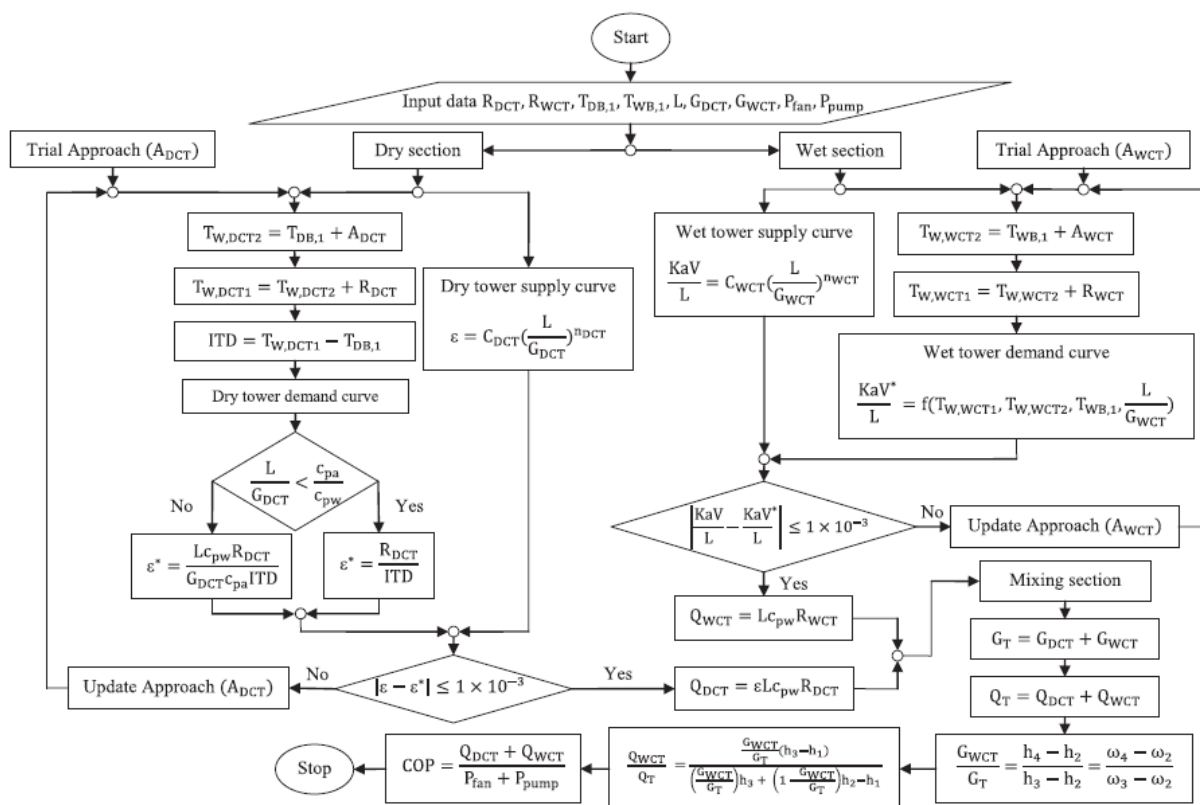 Start
Input data R_DCT, R_WCT, T_DB,1, T_WB,1, L, G_DCT, G_WCT, P_fan, P_pump
Trial Approach (A_DCT)
Dry section
Wet section
Trial Approach (A_WCT)
T_W,DCT2 = T_DB,1 + A_DCT
T_W,DCT1 = T_W,DCT2 + R_DCT
ITD = T_W,DCT1 − T_DB,1
Dry tower demand curve
L/G_DCT < c_pa/c_pw
No
Yes
ε* = Lc_pwR_DCT/G_DCTc_paITD
ε* = R_DCT/ITD
Dry tower supply curve
ε = C_DCT(L/G_DCT)^n_DCT
Wet tower supply curve
KaV/L = C_WCT(L/G_WCT)^n_WCT
T_W,WCT2 = T_WB,1 + A_WCT
T_W,WCT1 = T_W,WCT2 + R_WCT
Wet tower demand curve
KaV*/L = f(T_W,WCT1, T_W,WCT2, T_WB,1, L/G_WCT)
|KaV/L − KaV*/L| ≤ 1 × 10^−3
No
Update Approach (A_WCT)
Yes
Q_WCT = Lc_pwR_WCT
Update Approach (A_DCT)
No
|ε − ε*| ≤ 1 × 10^−3
Yes
Q_DCT = εLc_pwR_DCT
Mixing section
G_T = G_DCT + G_WCT
Q_T = Q_DCT + Q_WCT
G_WCT/G_T = h_4 − h_2/h_3 − h_2 = ω_4 − ω_2/ω_3 − ω_2
Q_WCT/Q_T = G_WCT/G_T(h_3−h_1)/(G_WCT/G_T)h_3 + (1 − G_WCT/G_T)h_2−h_1
COP = Q_DCT + Q_WCT/P_fan + P_pump
Stop